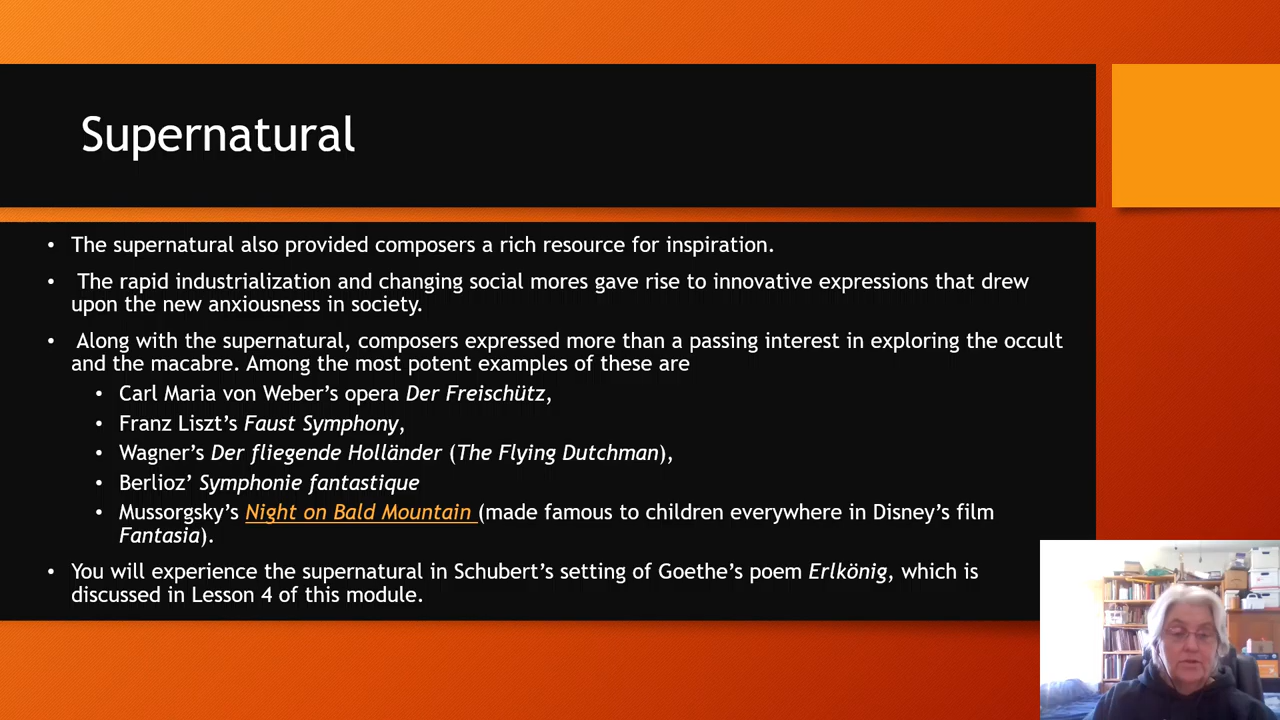 Supernatural
• The supernatural also provided composers a rich resource for inspiration.
• The rapid industrialization and changing social mores gave rise to innovative expressions that drew
upon the new anxiousness in society.
• Along with the supernatural, composers expressed more than a passing interest in exploring the occult
and the macabre. Among the most potent examples of these are
• Carl Maria von Weber’s opera Der Freischütz,
• Franz Liszt’s Faust Symphony,
• Wagner’s Der fliegende Holländer (The Flying Dutchman),
• Berlioz’ Symphonie fantastique
• Mussorgsky’s Night on Bald Mountain (made famous to children everywhere in Disney’s film
Fantasia).
• You will experience the supernatural in Schubert’s setting of Goethe’s poem Erlkönig, which is
discussed in Lesson 4 of this module.